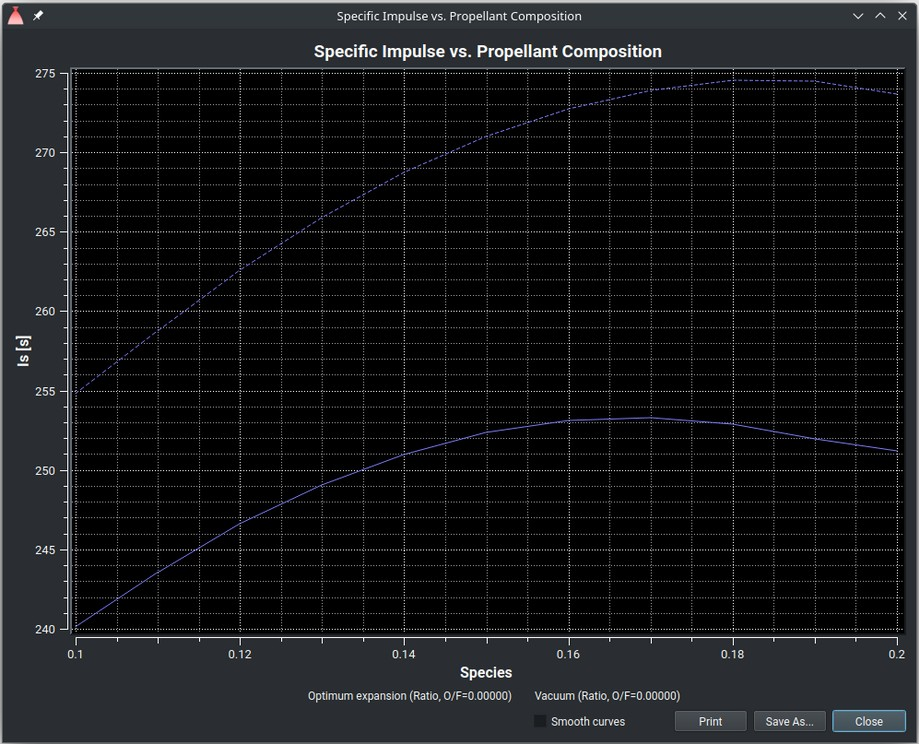 Specific Impulse vs. Propellant Composition
Specific Impulse vs. Propellant Composition
275
270
265
260
255
250
245
240
Is [s]
0.1 0.12 0.14 0.16 0.18 0.2
Species
Optimum expansion (Ratio, O/F=0.00000) Vacuum (Ratio, O/F=0.00000)
Smooth curves Print Save As... Close